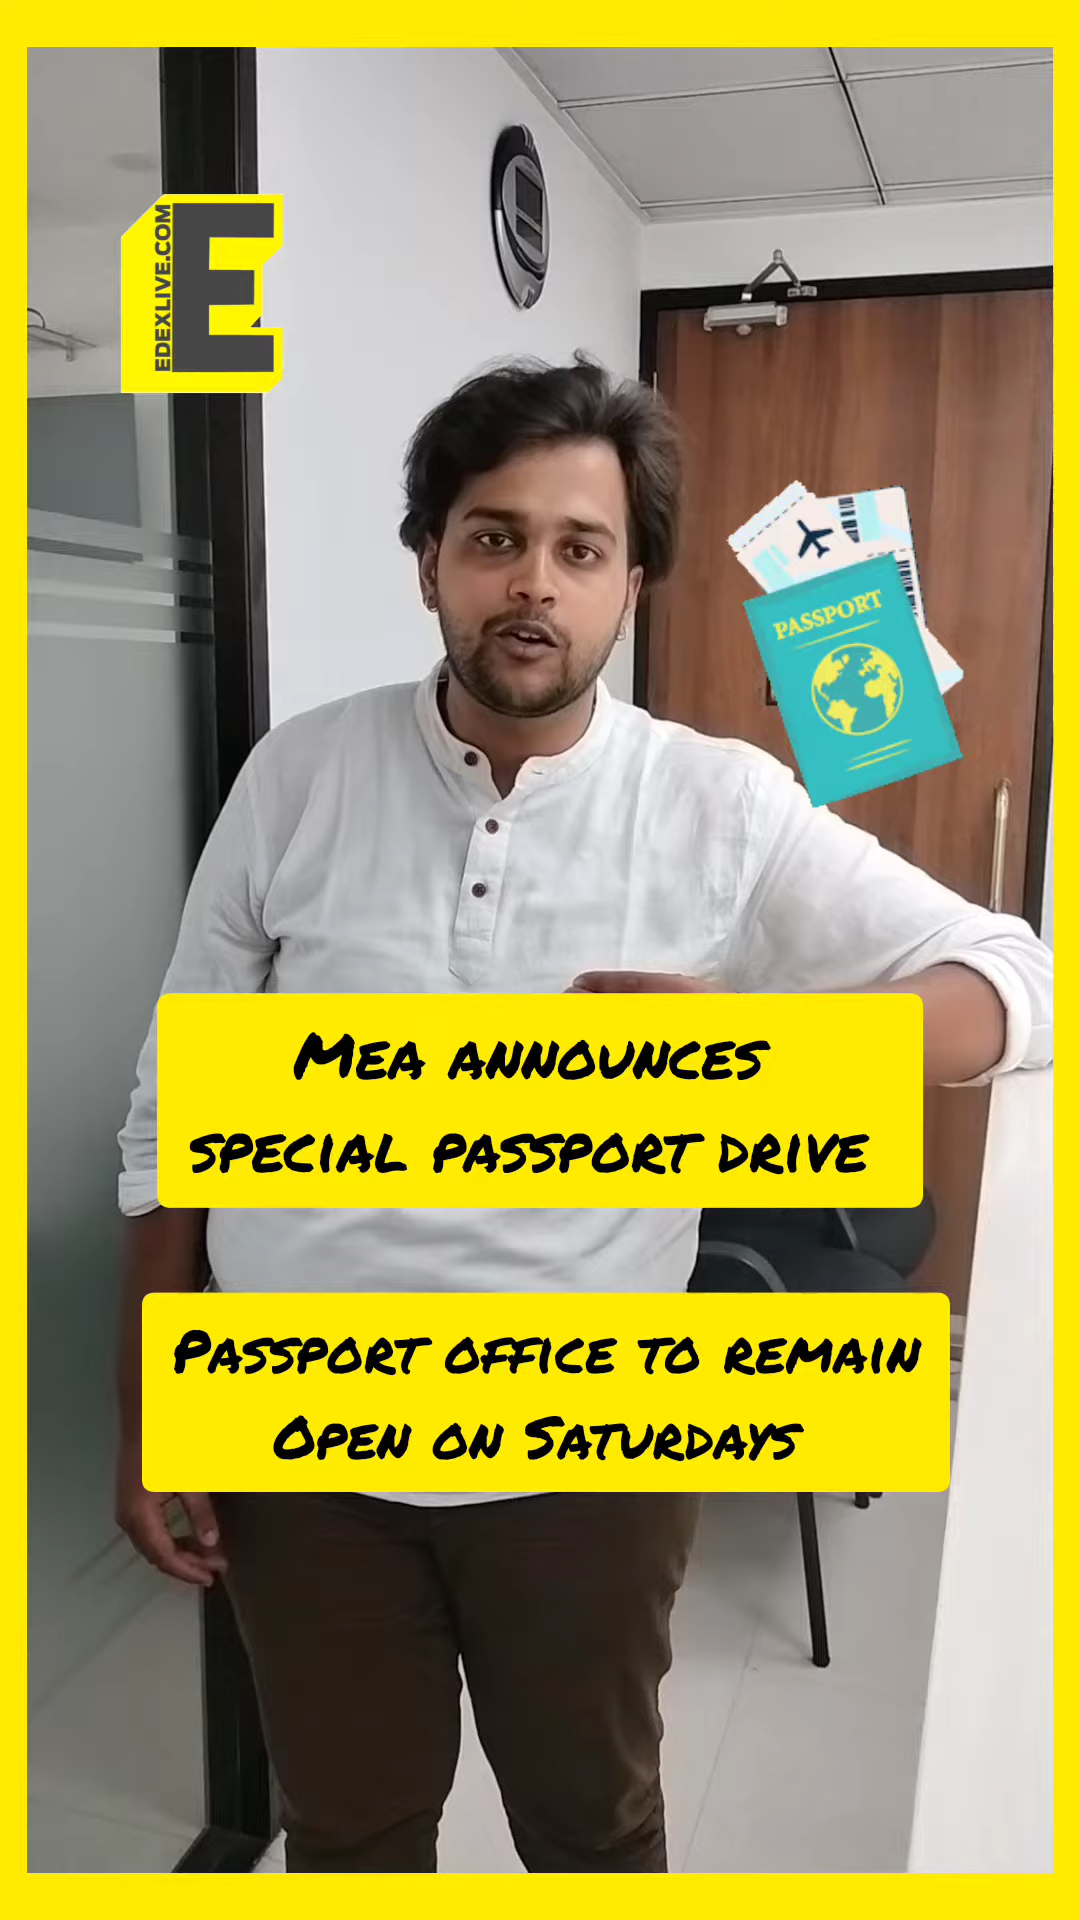 EDEXLIVE.COM
E
PASSPORT
MEA ANNOUNCES
SPECIAL PASSPORT DRIVE
PASSPORT OFFICE TO REMAIN
OPEN ON SATURDAYS